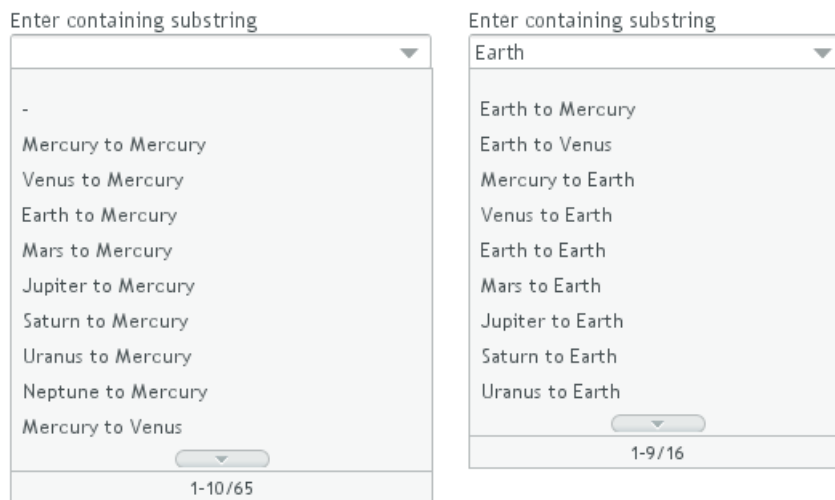 Enter containing substring
-
Mercury to Mercury
Venus to Mercury
Earth to Mercury
Mars to Mercury
Jupiter to Mercury
Saturn to Mercury
Uranus to Mercury
Neptune to Mercury
Mercury to Venus
1-10/65
Enter containing substring
Earth
Earth to Mercury
Earth to Venus
Mercury to Earth
Venus to Earth
Earth to Earth
Mars to Earth
Jupiter to Earth
Saturn to Earth
Uranus to Earth
1-9/16